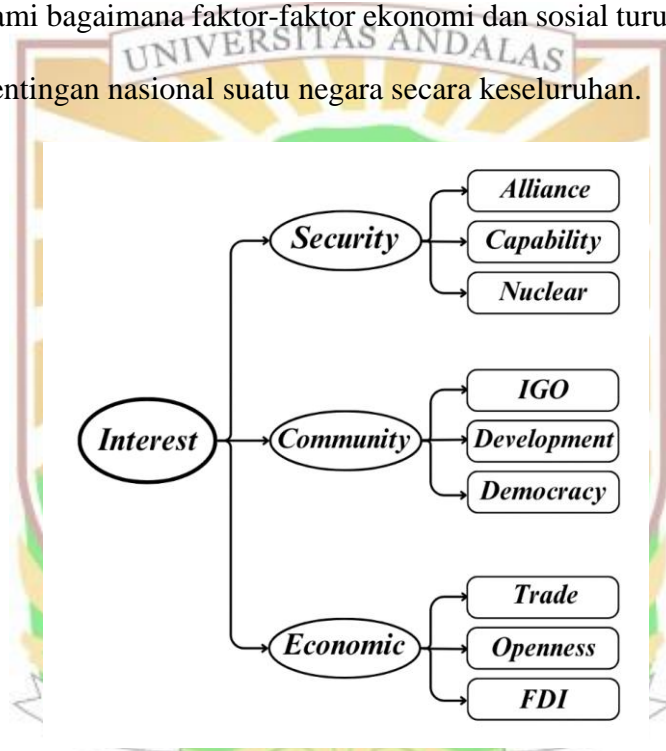 ami bagaimana faktor-faktor ekonomi dan sosial turu
UNIVERSITAS ANDALAS
entingan nasional suatu negara secara keseluruhan.
Alliance
Security
Capability
Nuclear
IGO
Interest
Community
Development
Democracy
Trade
Economic
Openness
FDI